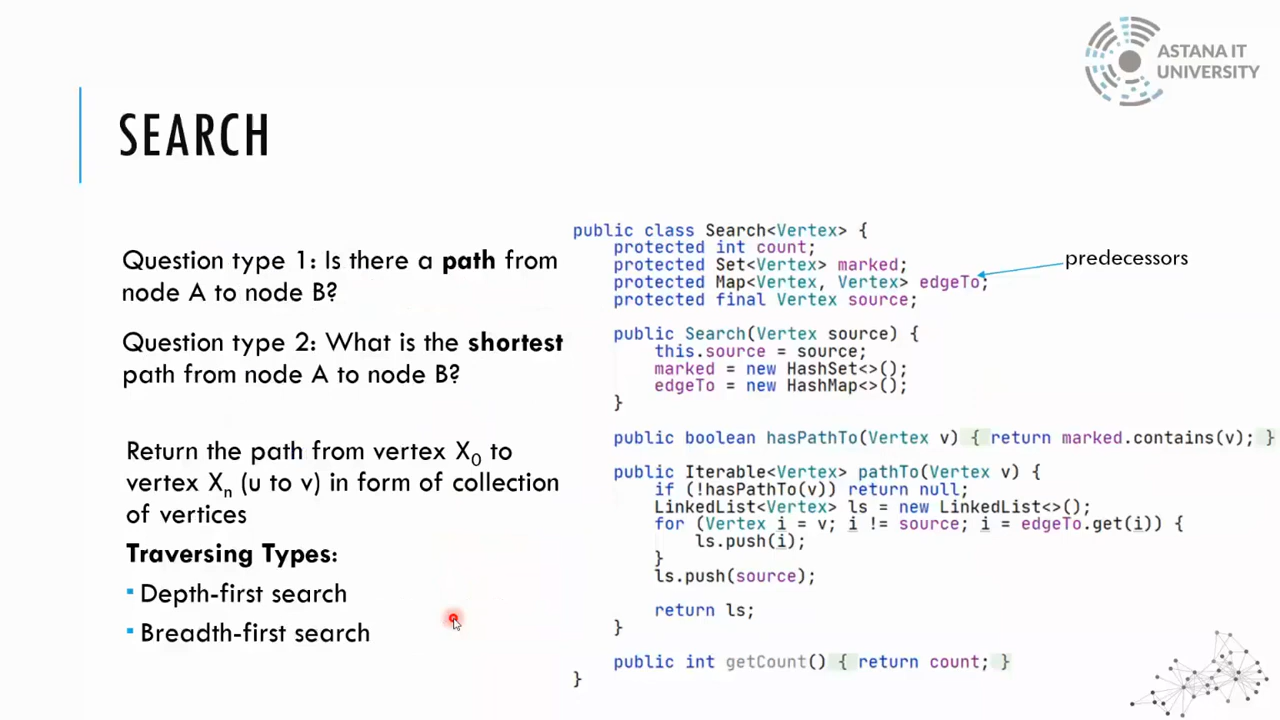 ASTANA IT
UNIVERSITY
SEARCH
Question type 1: Is there a path from
node A to node B?
Question type 2: What is the shortest
path from node A to node B?
Return the path from vertex X0 to
vertex Xn (u to v) in form of collection
of vertices
Traversing Types:
▪ Depth-first search
▪ Breadth-first search
public class Search<Vertex> {
protected int count;
protected Set<Vertex> marked;
protected Map<Vertex, Vertex> edgeTo;
protected final Vertex source;
public Search(Vertex source) {
this.source = source;
marked = new HashSet<>();
edgeTo = new HashMap<>();
}
public boolean hasPathTo(Vertex v) { return marked.contains(v); }
public Iterable<Vertex> pathTo(Vertex v) {
if (!hasPathTo(v)) return null;
LinkedList<Vertex> ls = new LinkedList<>();
for (Vertex i = v; i != source; i = edgeTo.get(i)) {
ls.push(i);
}
ls.push(source);
return ls;
}
public int getCount() { return count; }
}
predecessors